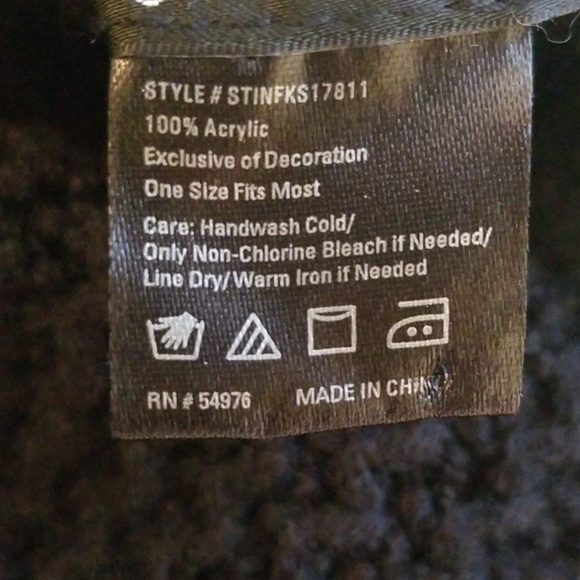 STYLE # STINFKS17811
100% Acrylic
Exclusive of Decoration
One Size Fits Most
Care: Handwash Cold/
Only Non-Chlorine Bleach if Needed/
Line Dry/Warm Iron if Needed
RN # 54976 MADE IN